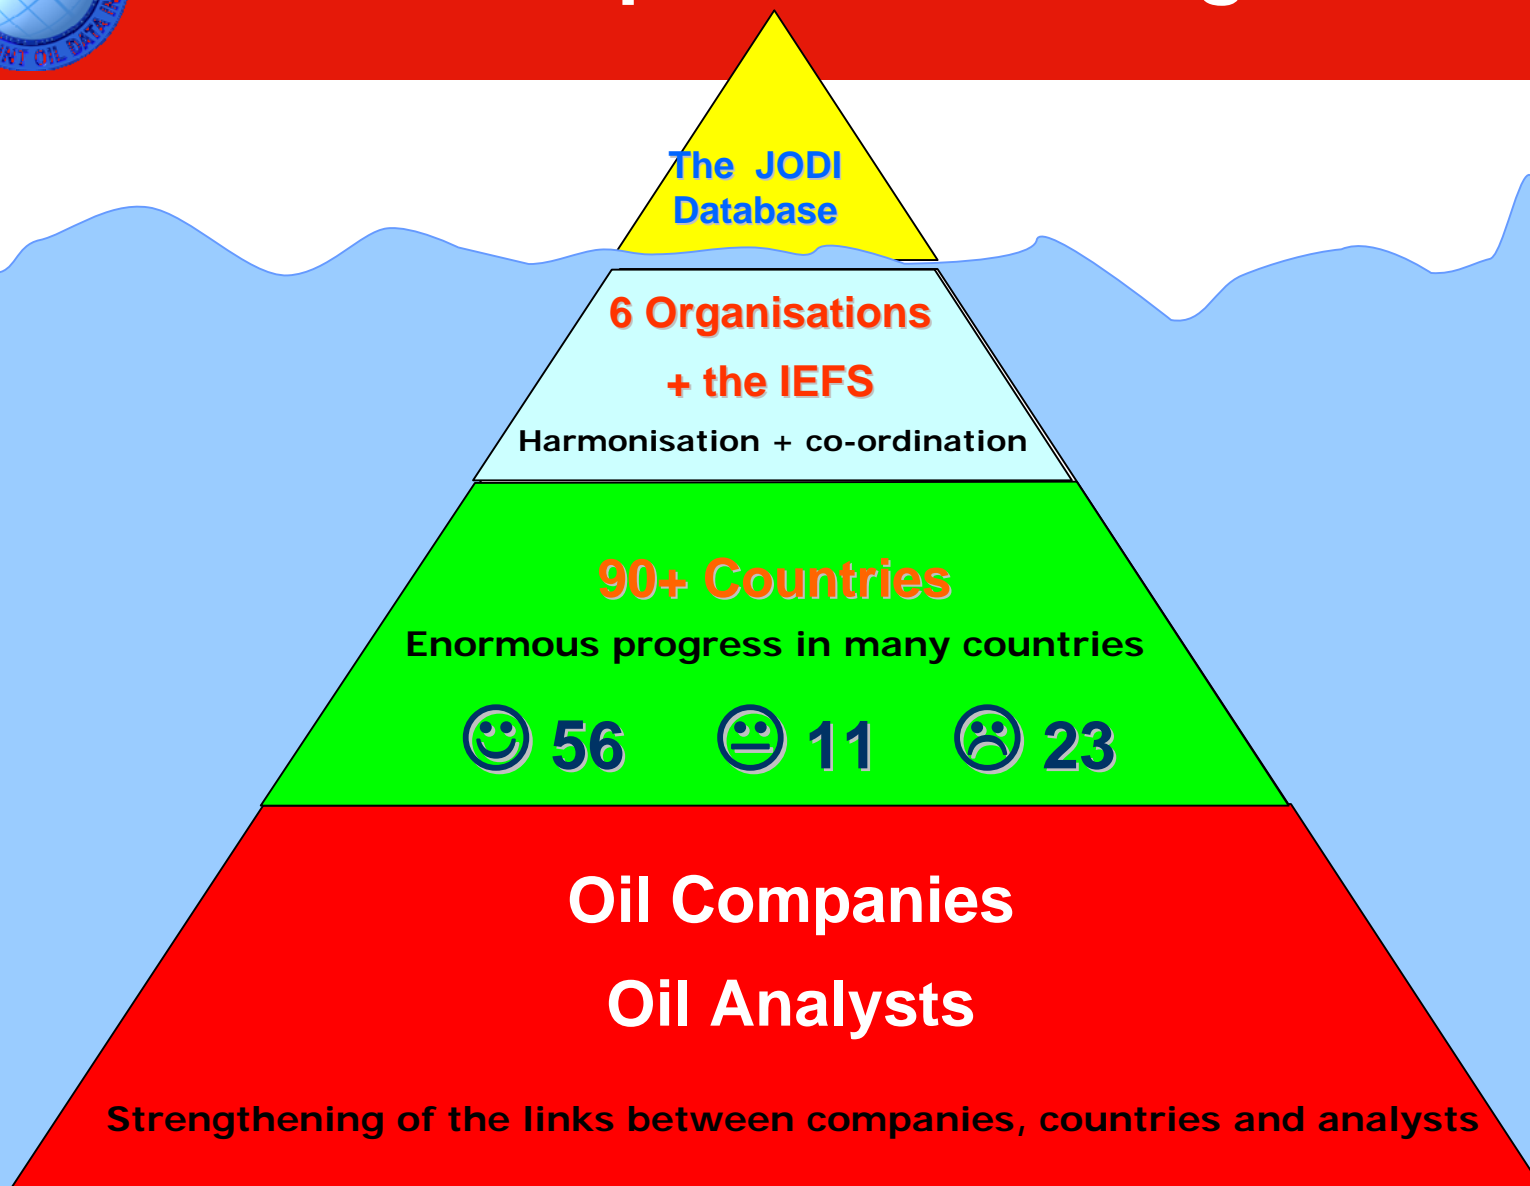 The JODI
Database
6 Organisations
+ the IEFS
Harmonisation + co-ordination
90+ Countries
Enormous progress in many countries
☺ 56 😐 11 ☹ 23
Oil Companies
Oil Analysts
Strengthening of the links between companies, countries and analysts